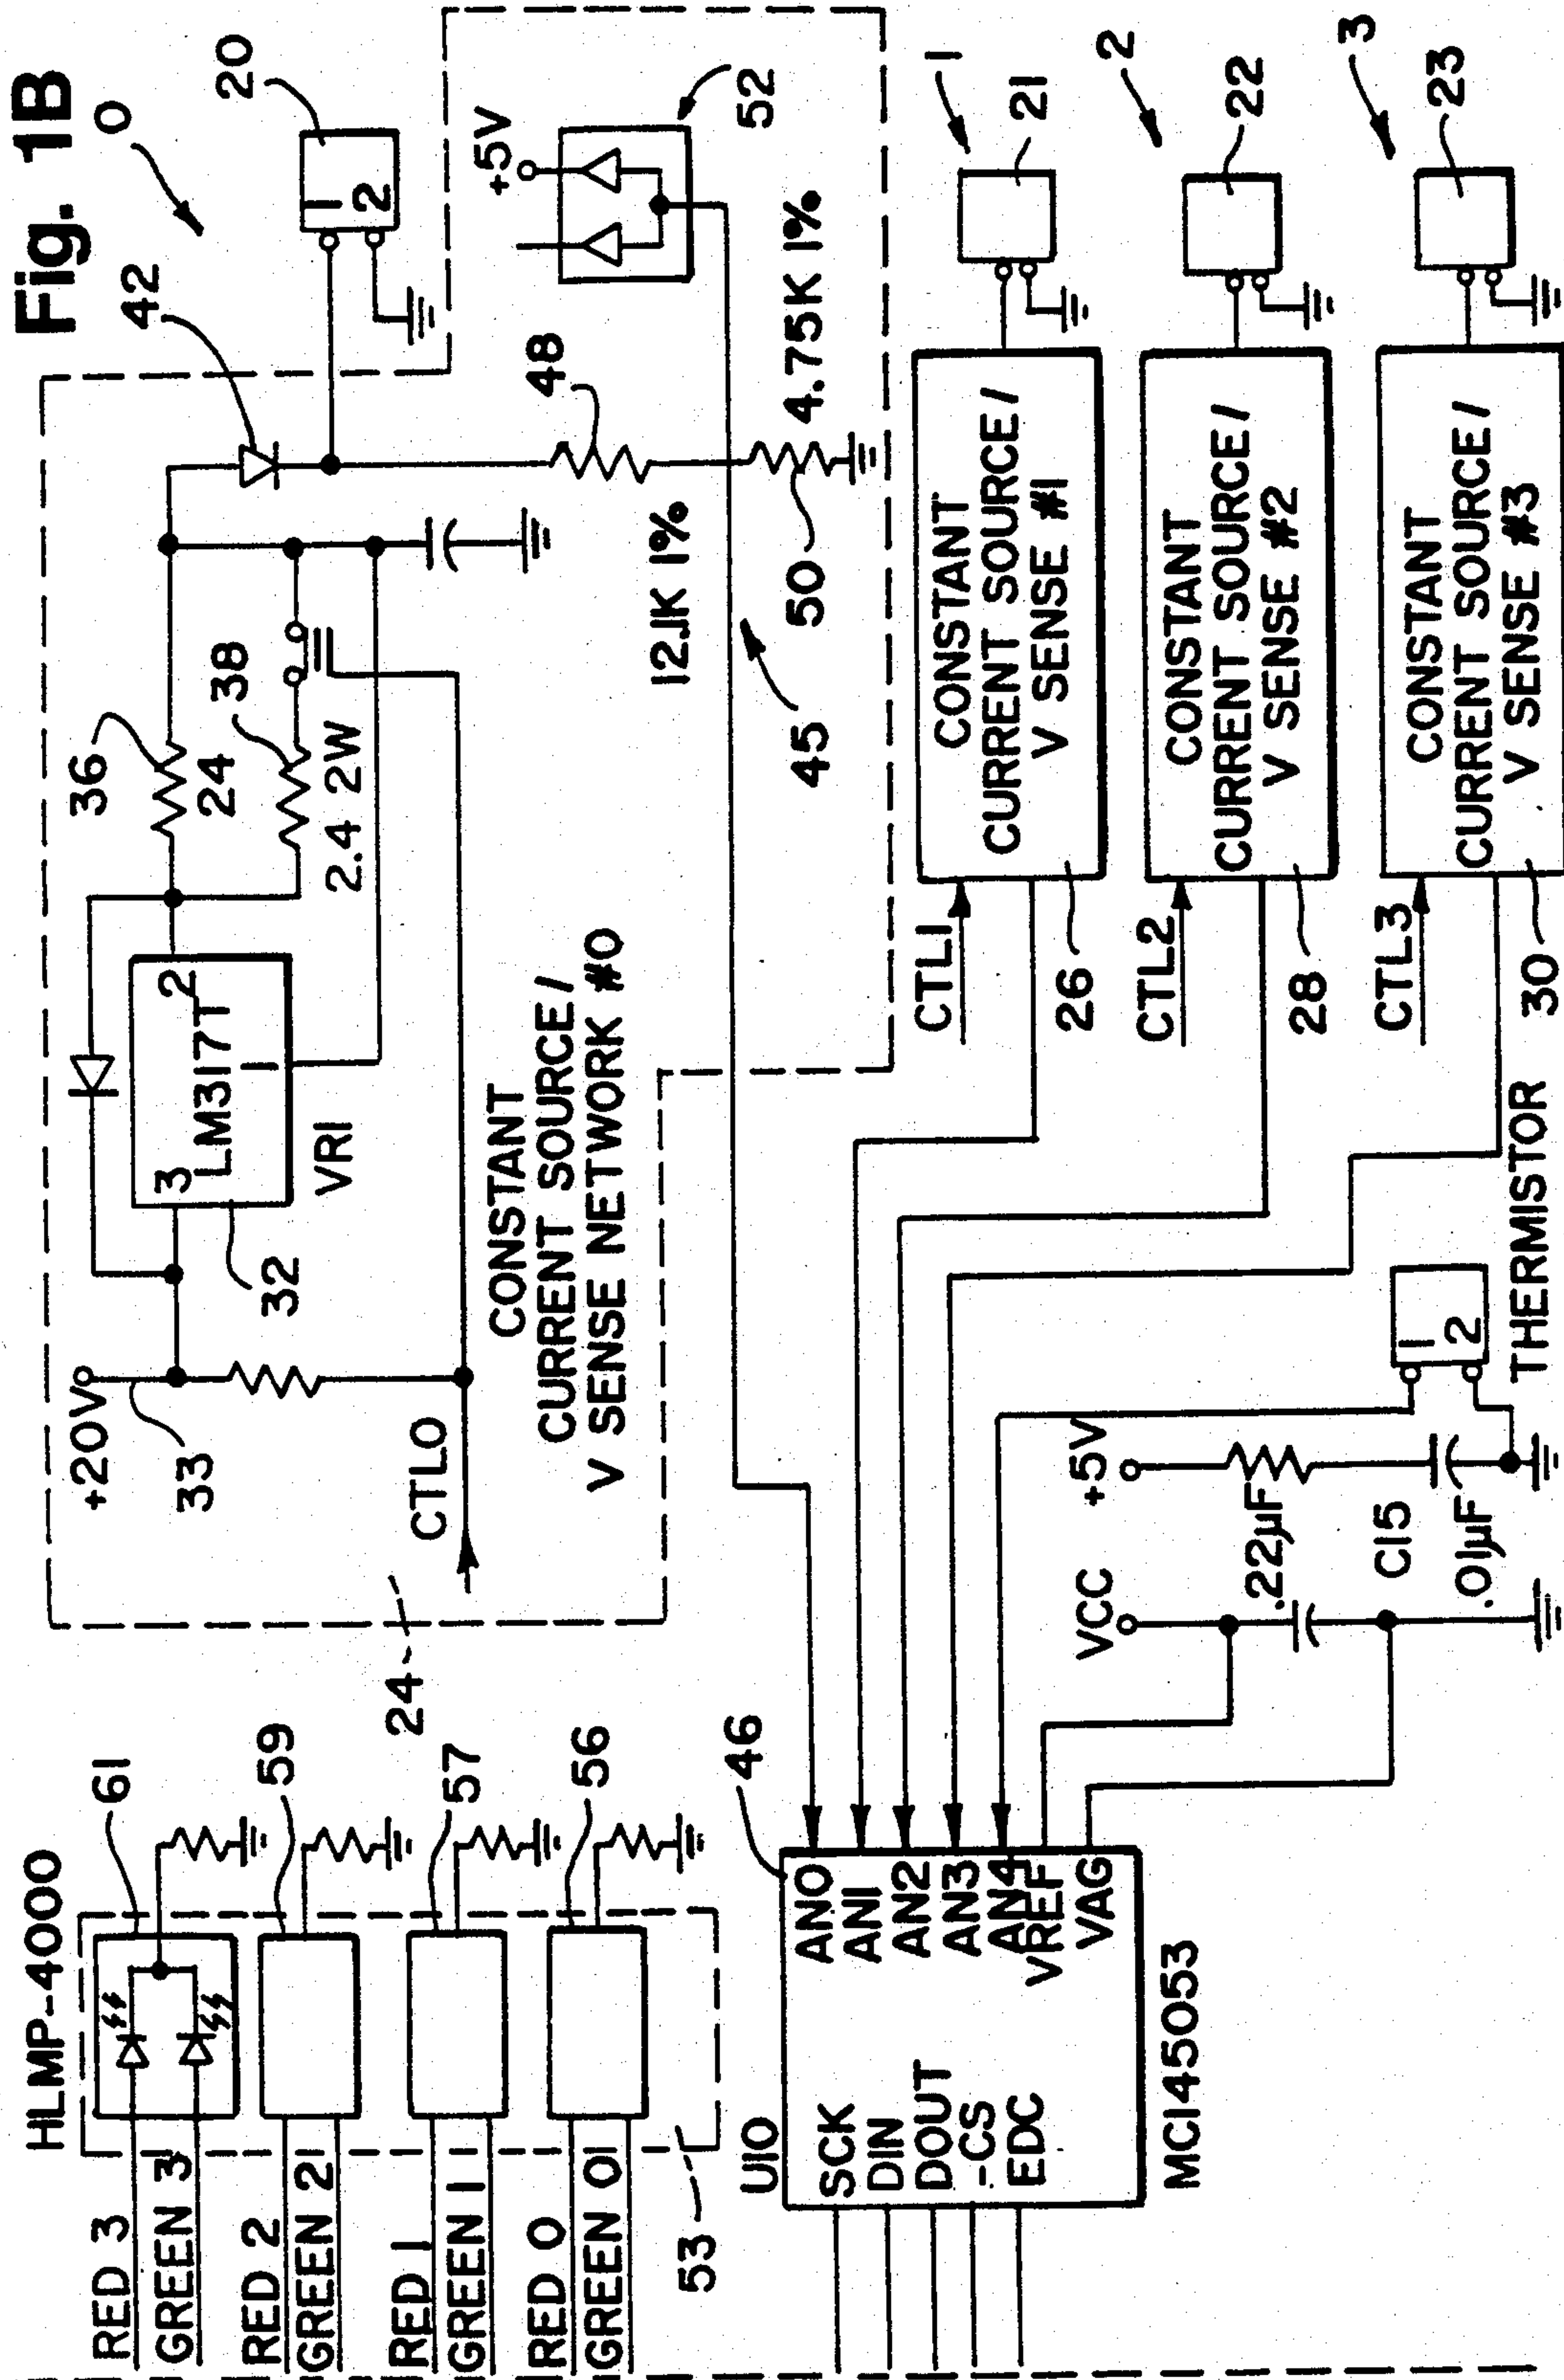 Fig. 1B
HLMP-4000
61
RED 3
GREEN 3
59
RED 2
GREEN 2
57
RED 1
GREEN 1
56
RED 0
GREEN 0
53
24
+20V
33
3
2
LM317T
1
VR1
32
36
24
38
2.4 2W
42
0
20
1
2
CTL0
CONSTANT
CURRENT SOURCE/
V SENSE NETWORK #0
12.1K 1%
48
+5V
52
4.75K 1%
50
45
U10
46
SCK
DIN
DOUT
-CS
EDC
AN0
AN1
AN2
AN3
AN4
VREF
VAG
MC145053
CTL1
CONSTANT
CURRENT SOURCE/
V SENSE #1
26
1
21
CTL2
CONSTANT
CURRENT SOURCE/
V SENSE #2
28
2
22
CTL3
CONSTANT
CURRENT SOURCE/
V SENSE #3
30
3
23
VCC
+5V
.22µF
C15
.01µF
1
2
THERMISTOR